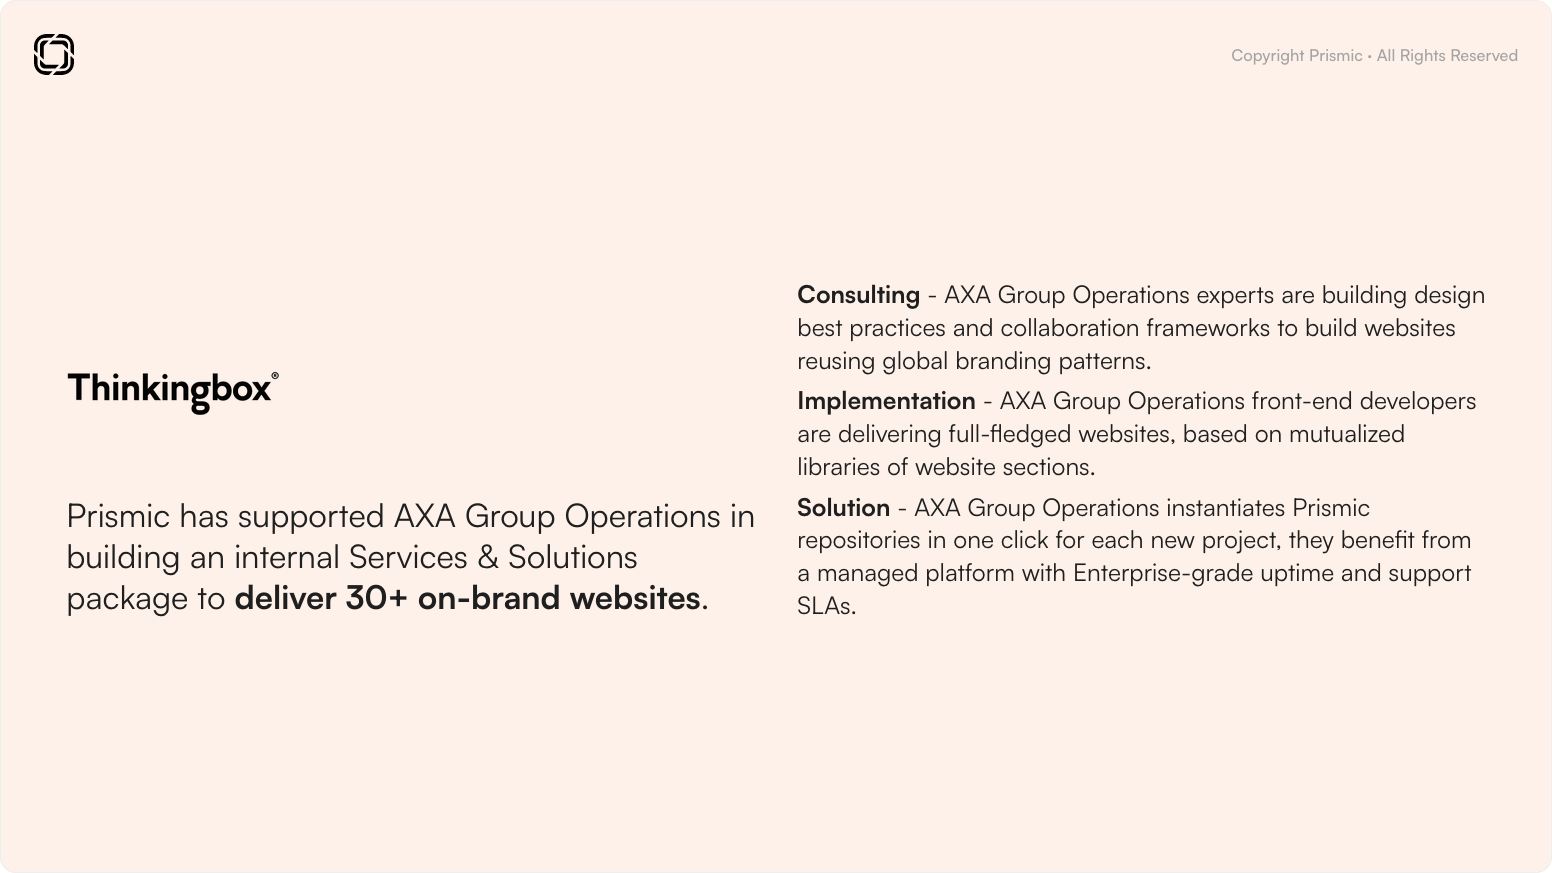 Copyright Prismic · All Rights Reserved
Thinkingbox®
Prismic has supported AXA Group Operations in
building an internal Services & Solutions
package to deliver 30+ on-brand websites.
Consulting - AXA Group Operations experts are building design
best practices and collaboration frameworks to build websites
reusing global branding patterns.
Implementation - AXA Group Operations front-end developers
are delivering full-fledged websites, based on mutualized
libraries of website sections.
Solution - AXA Group Operations instantiates Prismic
repositories in one click for each new project, they benefit from
a managed platform with Enterprise-grade uptime and support
SLAs.